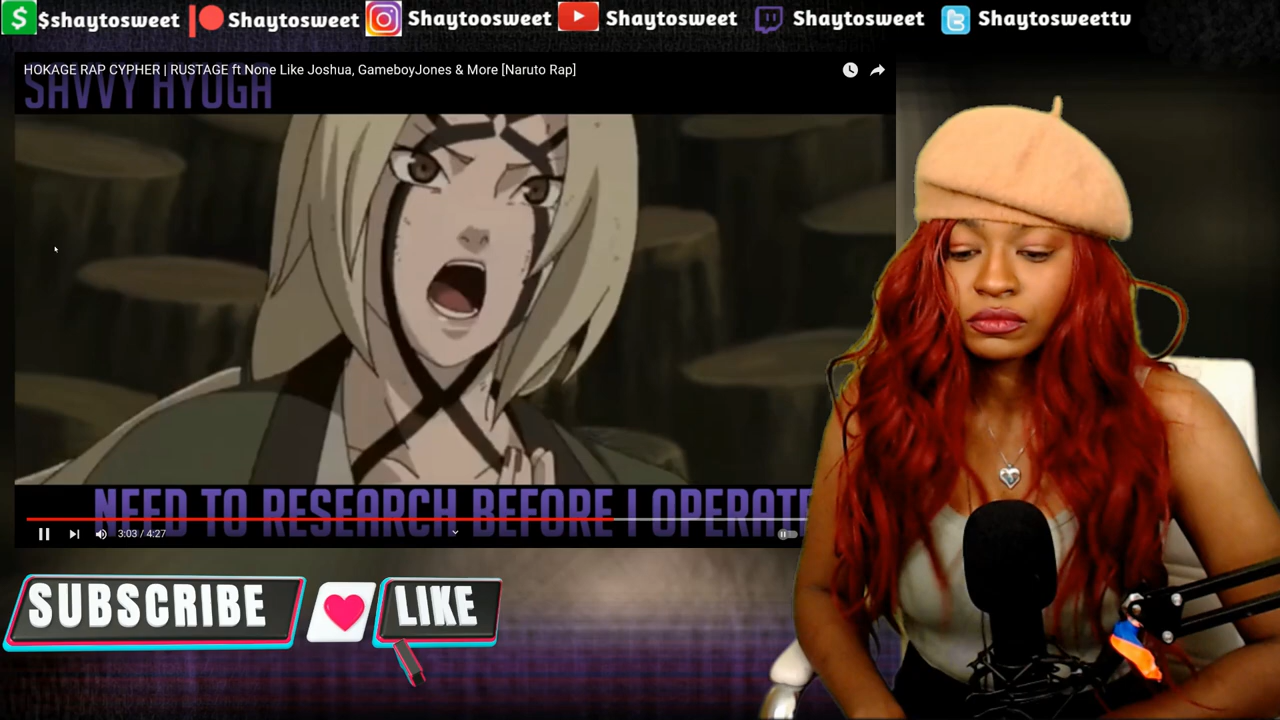 $shaytosweet Shaytosweet Shaytoosweet Shaytosweet Shaytosweet Shaytosweettv
HOKAGE RAP CYPHER | RUSTAGE ft None Like Joshua, GameboyJones & More [Naruto Rap]
SAVVY HYUGA
NEED TO RESEARCH BEFORE I OPERATE
3:03 / 4:27
SUBSCRIBE LIKE